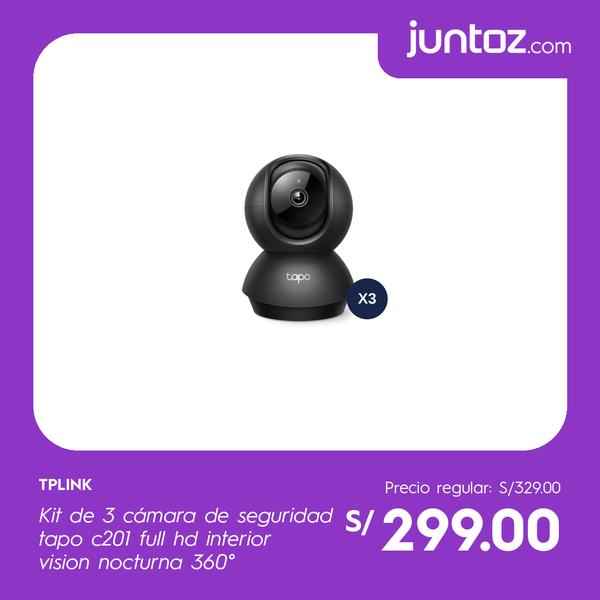 juntoz.com
tapo
X3
TPLINK
Kit de 3 cámara de seguridad
tapo c201 full hd interior
vision nocturna 360°
Precio regular: S/329.00
S/ 299.00